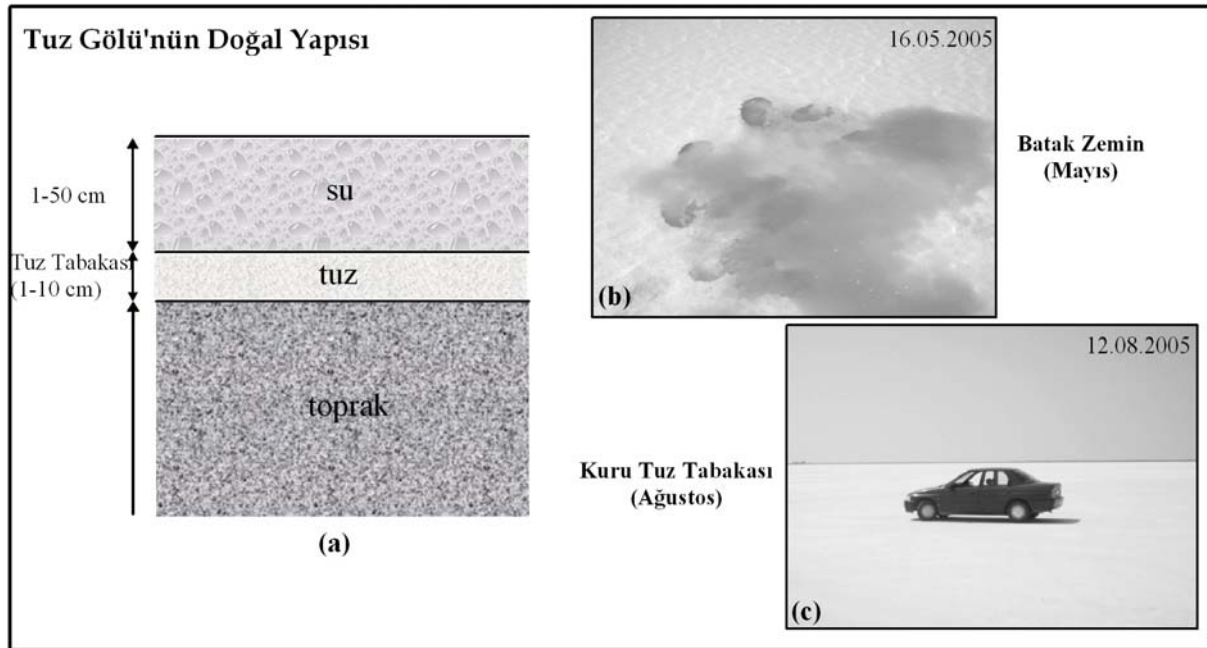 Tuz Gölü'nün Doğal Yapısı
1-50 cm
su
Tuz Tabakası
(1-10 cm)
tuz
toprak
(a)
16.05.2005
(b)
Batak Zemin
(Mayıs)
12.08.2005
(c)
Kuru Tuz Tabakası
(Ağustos)